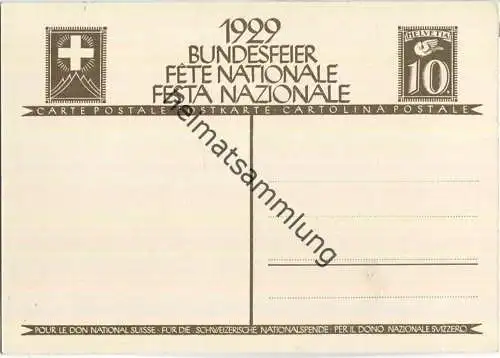 1929
BUNDESFEIER
FÊTE NATIONALE
FESTA NAZIONALE
HELVETIA
10
CARTE POSTALE · POSTKARTE · CARTOLINA POSTALE
heimatsammlung
POUR LE DON NATIONAL SUISSE · FÜR DIE SCHWEIZERISCHE NATIONALSPENDE · PER IL DONO NAZIONALE SVIZZERO